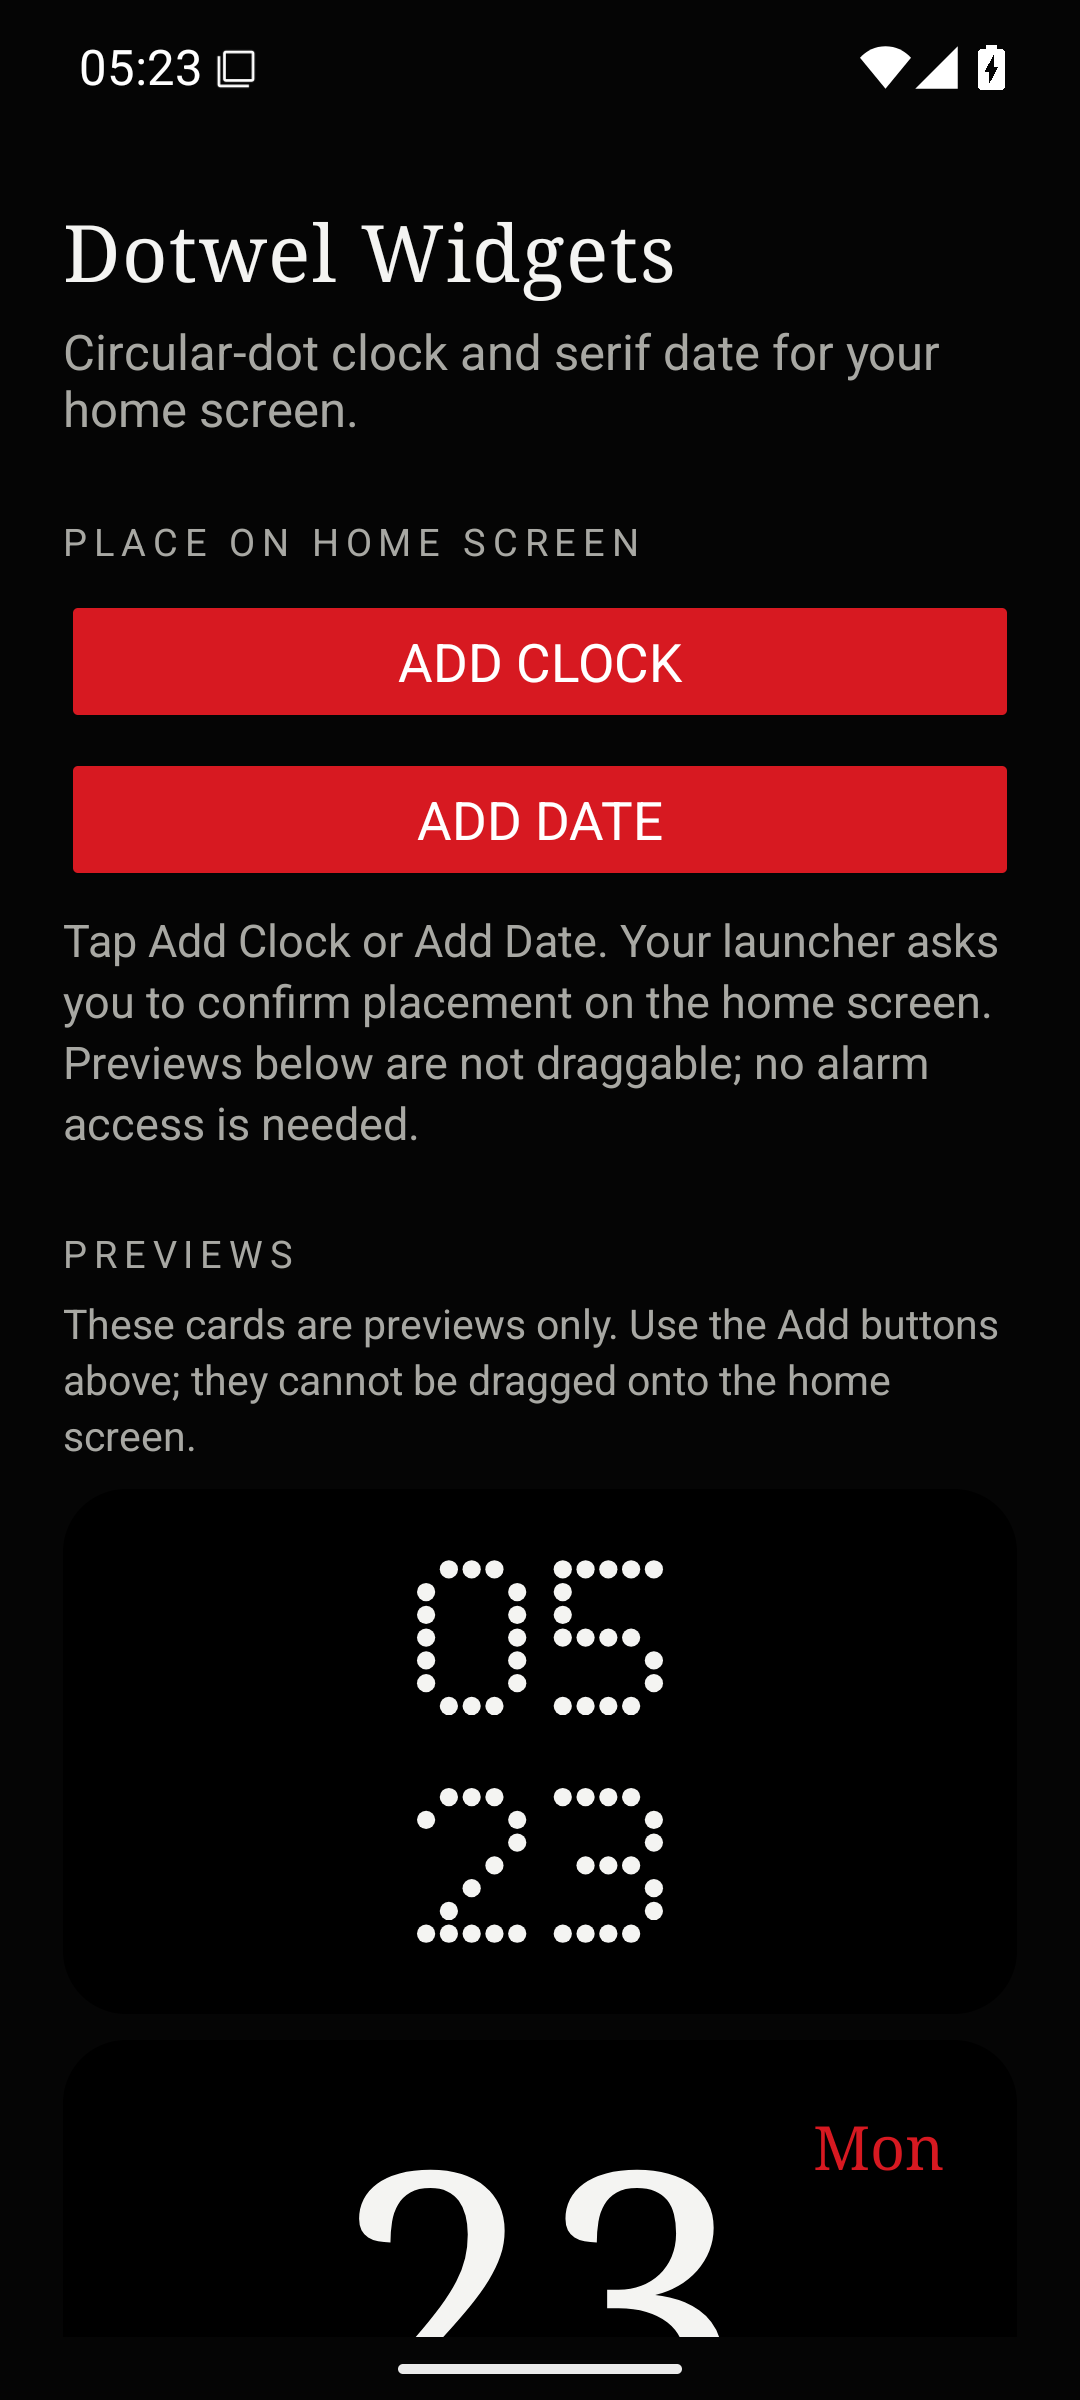 05:23
Dotwel Widgets
Circular-dot clock and serif date for your
home screen.
PLACE ON HOME SCREEN
ADD CLOCK
ADD DATE
Tap Add Clock or Add Date. Your launcher asks
you to confirm placement on the home screen.
Previews below are not draggable; no alarm
access is needed.
PREVIEWS
These cards are previews only. Use the Add buttons
above; they cannot be dragged onto the home
screen.
05
23
Mon
23